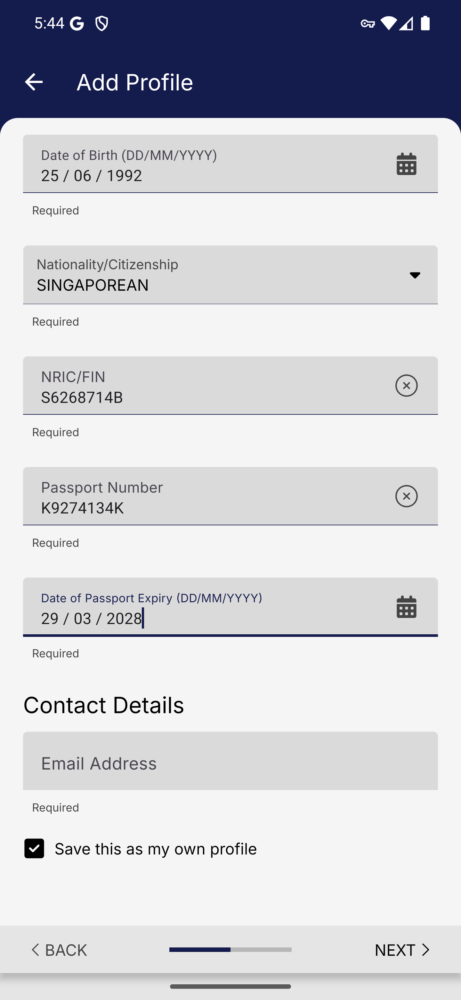 5:44
Add Profile
Date of Birth (DD/MM/YYYY)
25 / 06 / 1992
Required
Nationality/Citizenship
SINGAPOREAN
Required
NRIC/FIN
S6268714B
Required
Passport Number
K9274134K
Required
Date of Passport Expiry (DD/MM/YYYY)
29 / 03 / 2028
Required
Contact Details
Email Address
Required
Save this as my own profile
BACK
NEXT